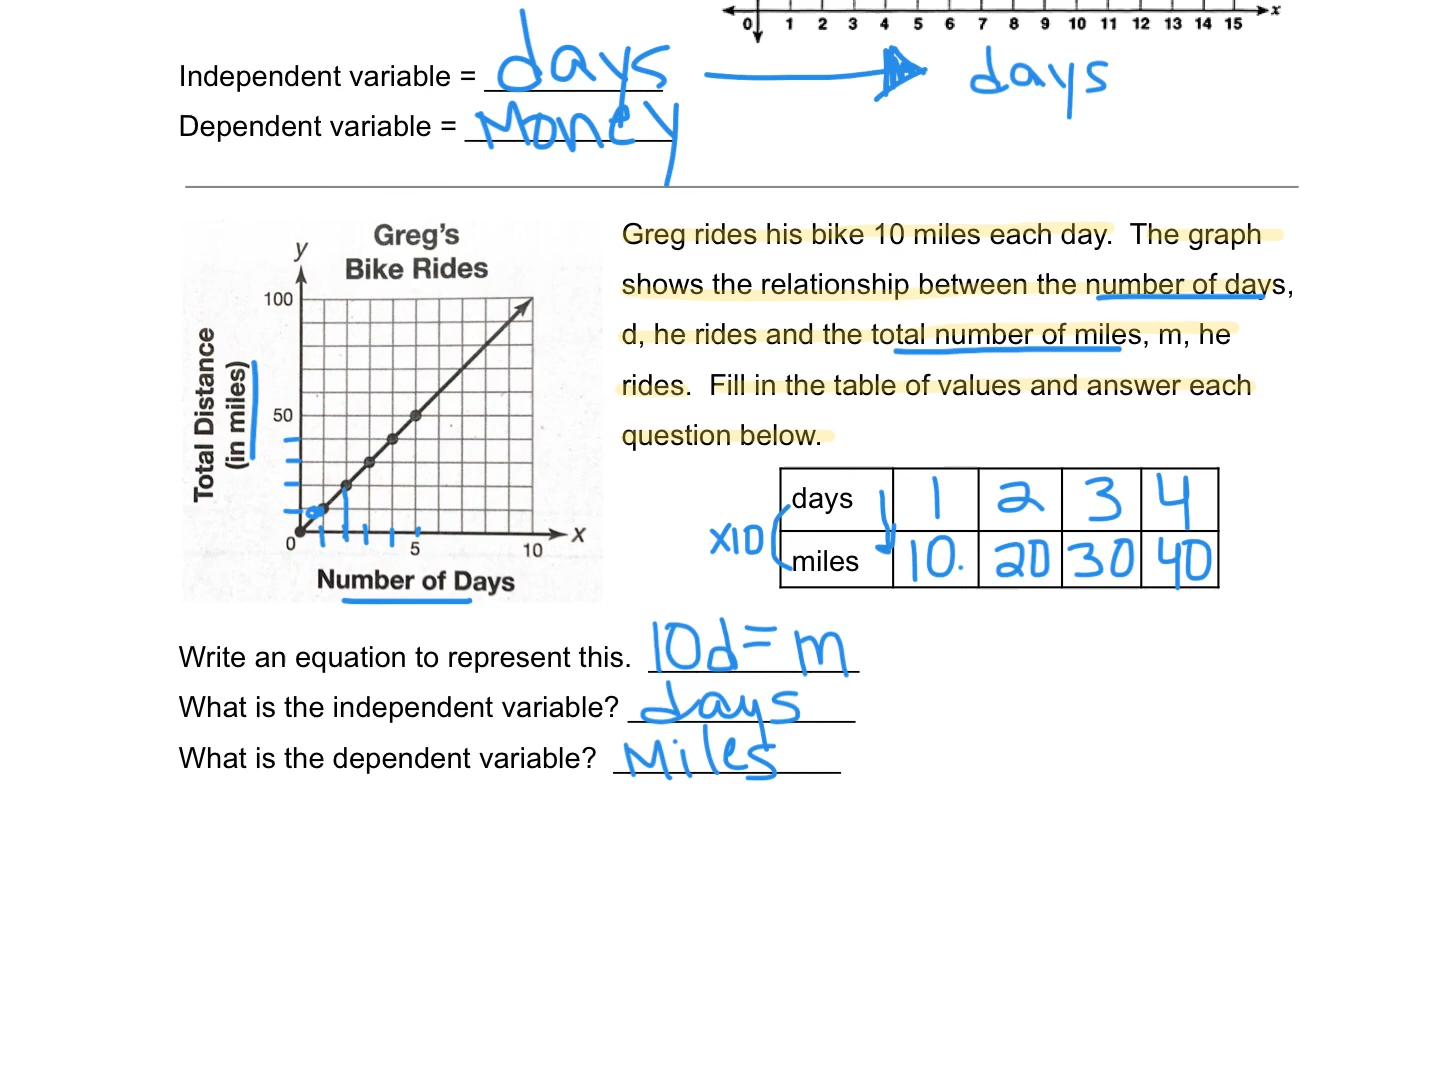 0 1 2 3 4 5 6 7 8 9 10 11 12 13 14 15 x
Independent variable = days → days
Dependent variable = Money
Greg's
Bike Rides
y
100
50
0 5 10 x
Total Distance
(in miles)
Number of Days
Greg rides his bike 10 miles each day. The graph
shows the relationship between the number of days,
d, he rides and the total number of miles, m, he
rides. Fill in the table of values and answer each
question below.
days 1 2 3 4
x10
miles 10. 20 30 40
Write an equation to represent this. 10d = m
What is the independent variable? days
What is the dependent variable? Miles